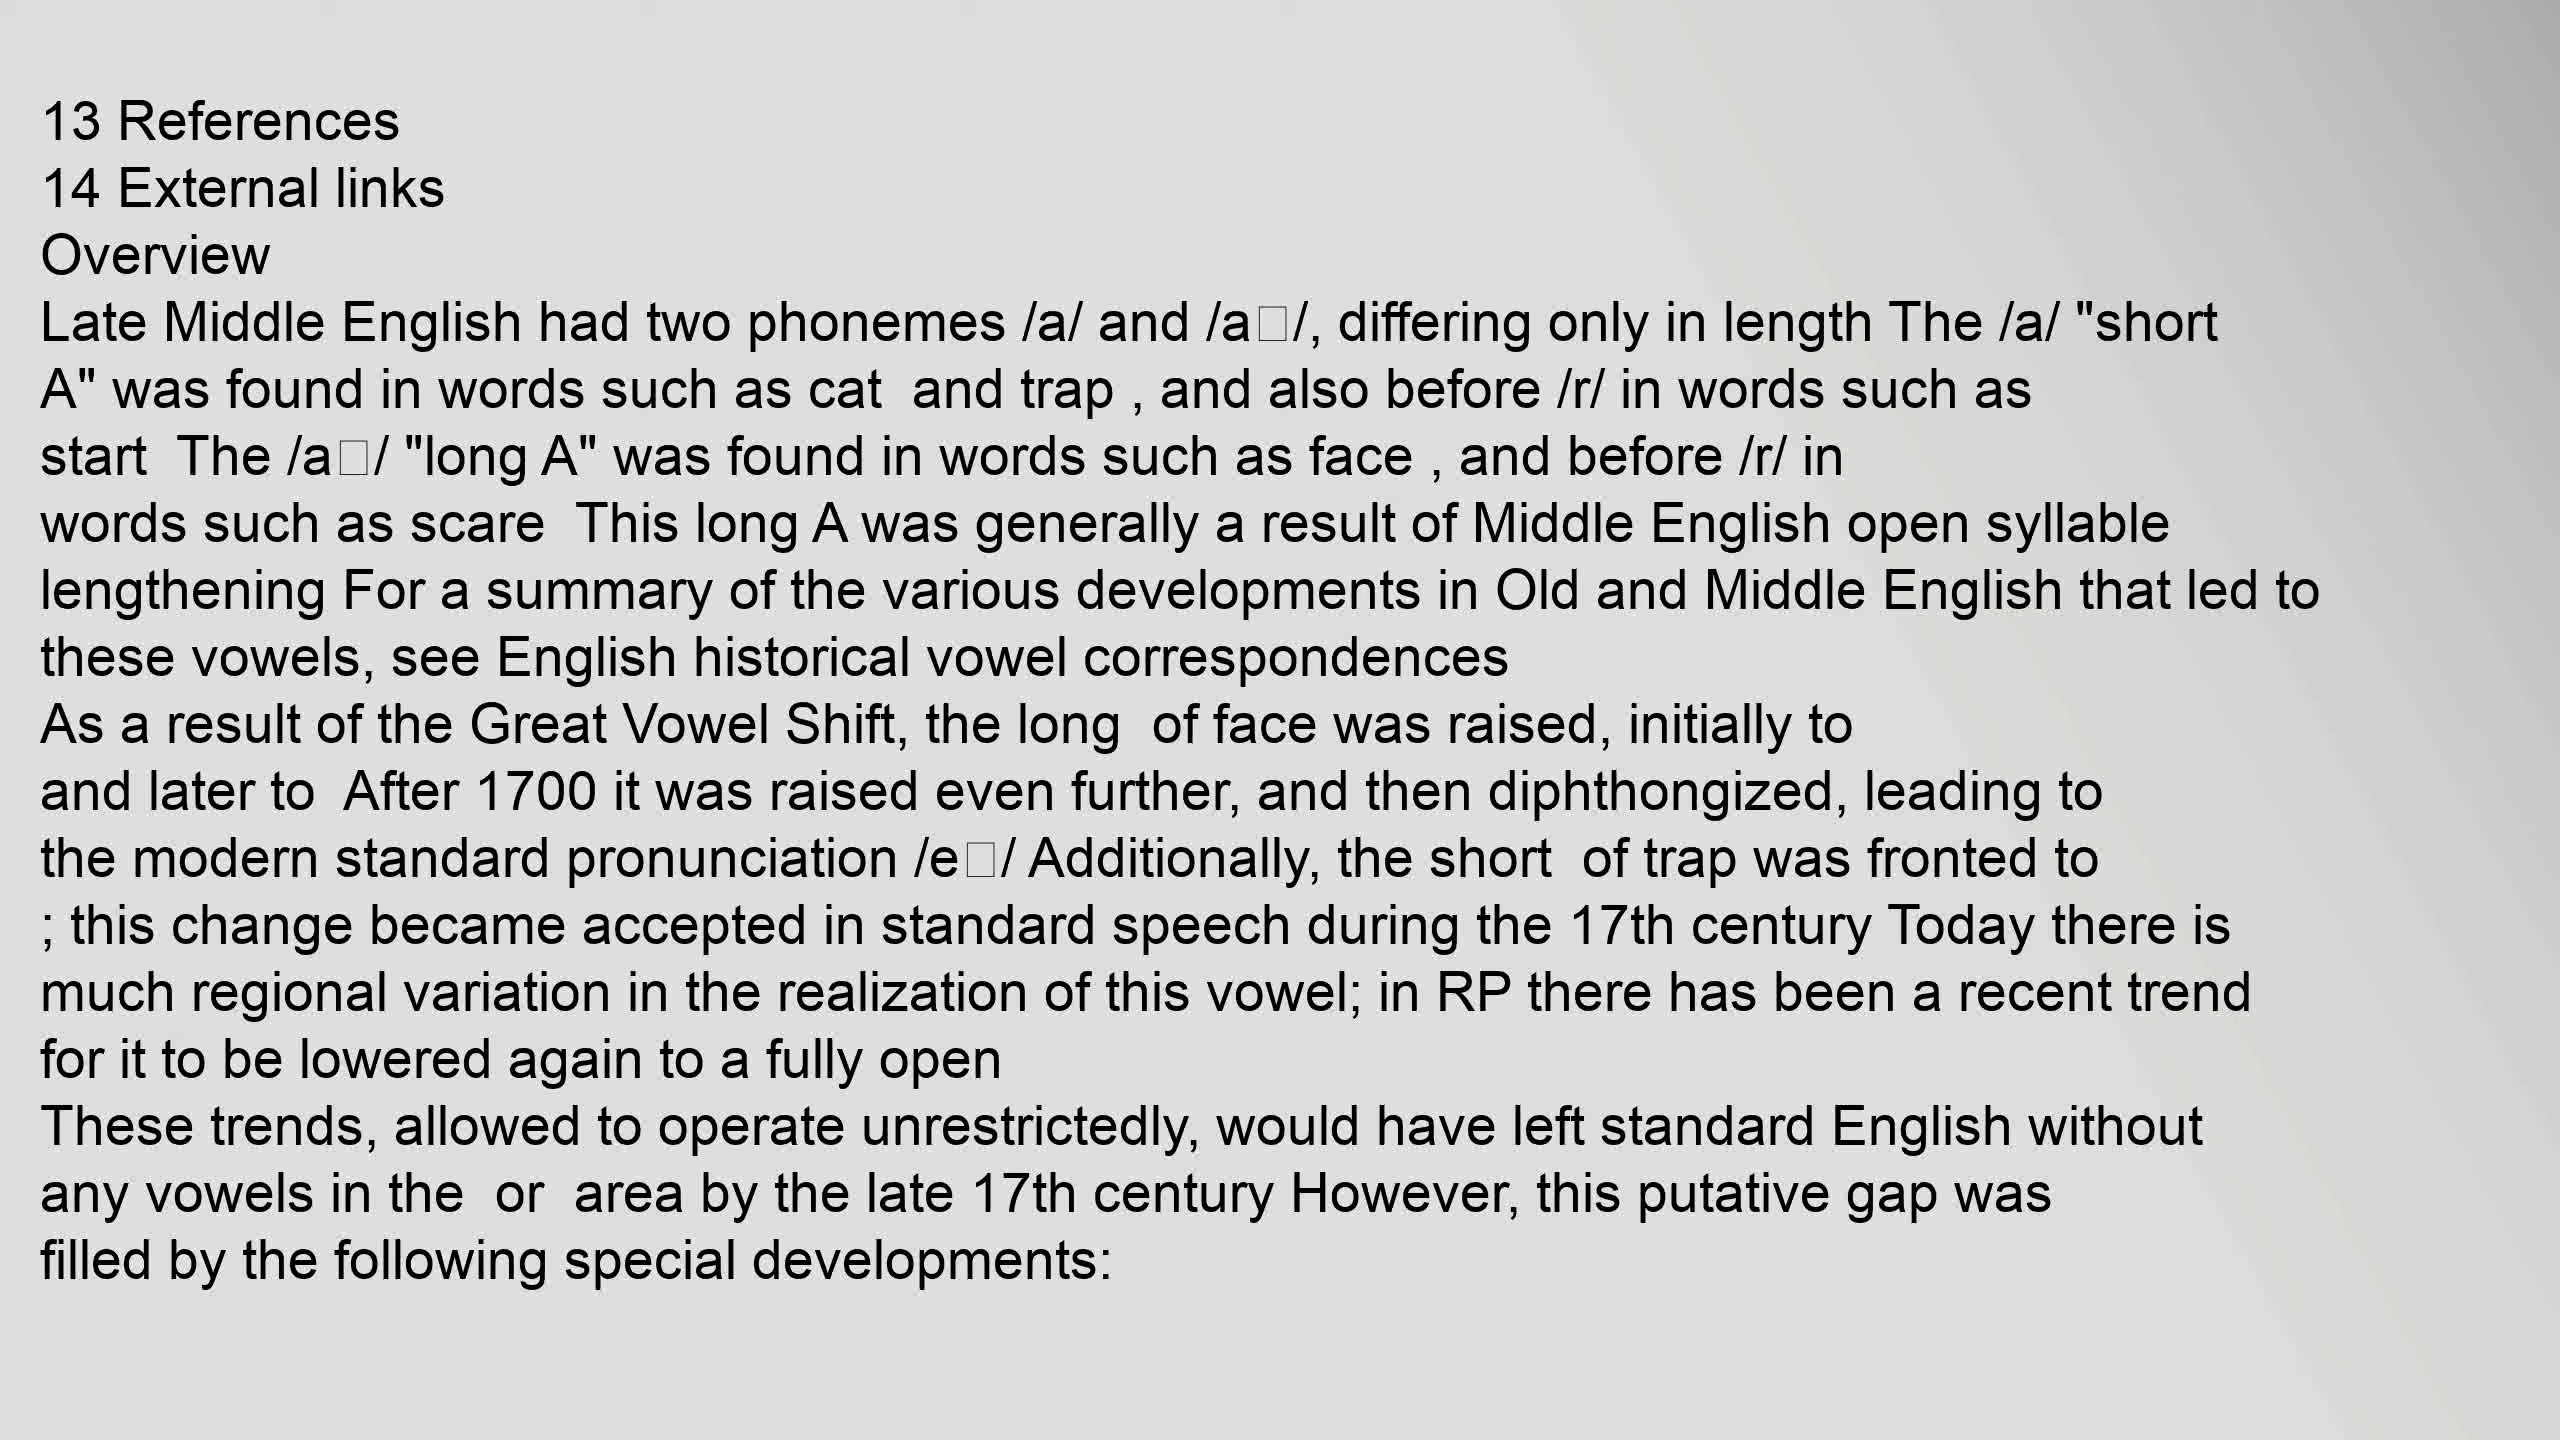 13 References
14 External links
Overview
Late Middle English had two phonemes /a/ and /a□/, differing only in length The /a/ "short
A" was found in words such as cat  and trap , and also before /r/ in words such as
start  The /a□/ "long A" was found in words such as face , and before /r/ in
words such as scare  This long A was generally a result of Middle English open syllable
lengthening For a summary of the various developments in Old and Middle English that led to
these vowels, see English historical vowel correspondences
As a result of the Great Vowel Shift, the long  of face was raised, initially to
and later to  After 1700 it was raised even further, and then diphthongized, leading to
the modern standard pronunciation /e□/ Additionally, the short  of trap was fronted to
; this change became accepted in standard speech during the 17th century Today there is
much regional variation in the realization of this vowel; in RP there has been a recent trend
for it to be lowered again to a fully open
These trends, allowed to operate unrestrictedly, would have left standard English without
any vowels in the  or  area by the late 17th century However, this putative gap was
filled by the following special developments: